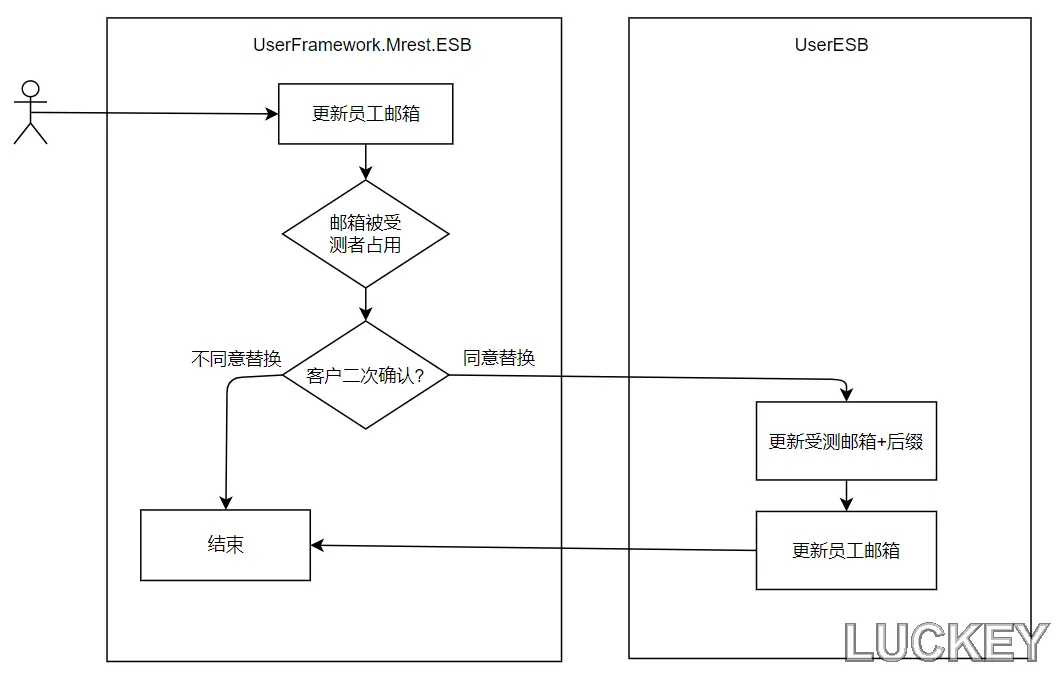 UserFramework.Mrest.ESB
UserESB
更新员工邮箱
邮箱被受
测者占用
不同意替换
客户二次确认?
同意替换
更新受测邮箱+后缀
结束
更新员工邮箱
LUCKEY